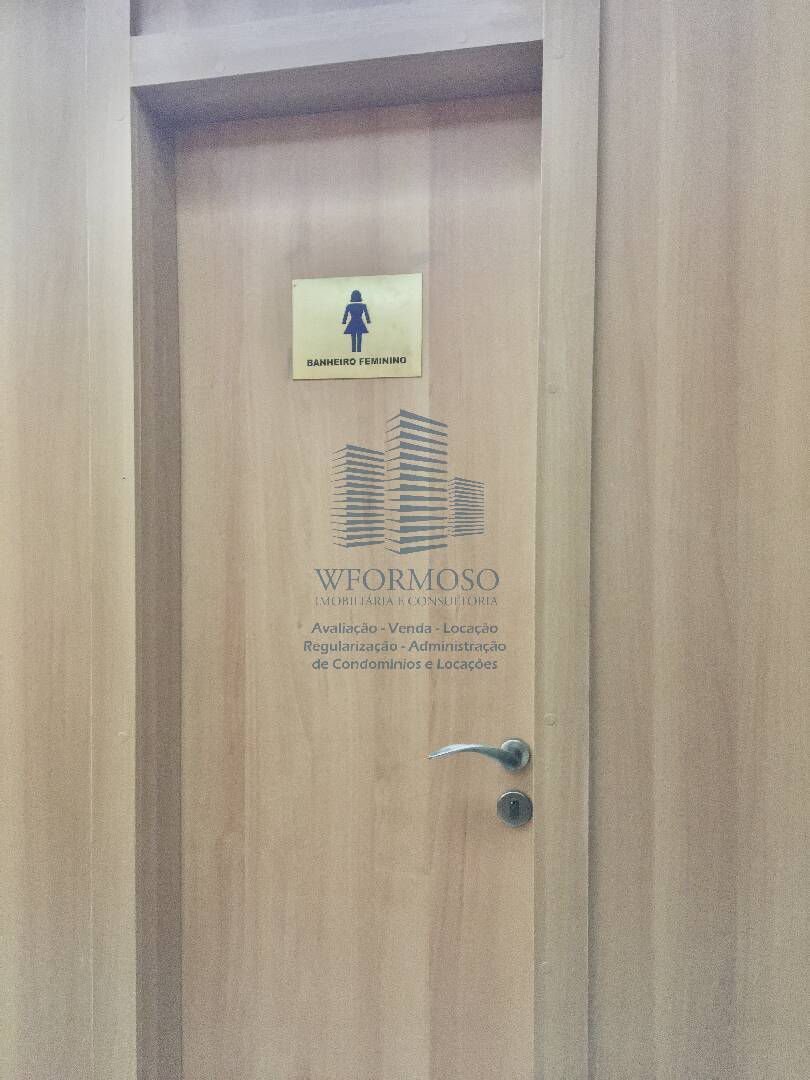 BANHEIRO FEMININO
WFORMOSO
IMOBILIÁRIA E CONSULTORIA
Avaliação - Venda - Locação
Regularização - Administração
de Condomínios e Locações